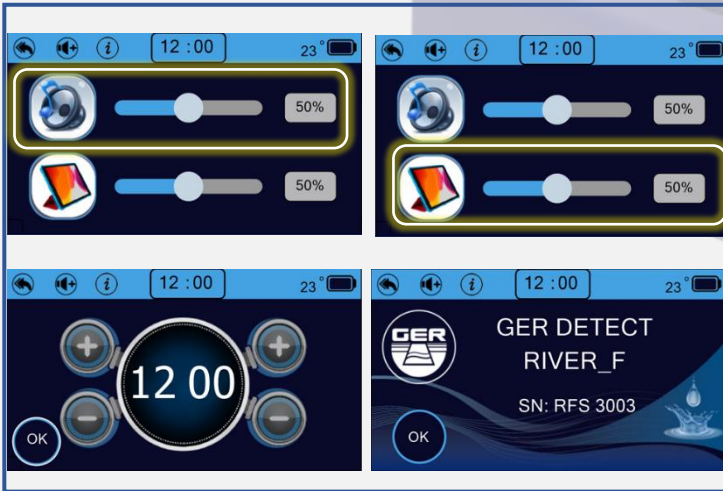 12 :00 23°
50%
50%
12 :00 23°
50%
50%
12 :00 23°
12 00
OK
12 :00 23°
GER
GER DETECT
RIVER_F
SN: RFS 3003
OK